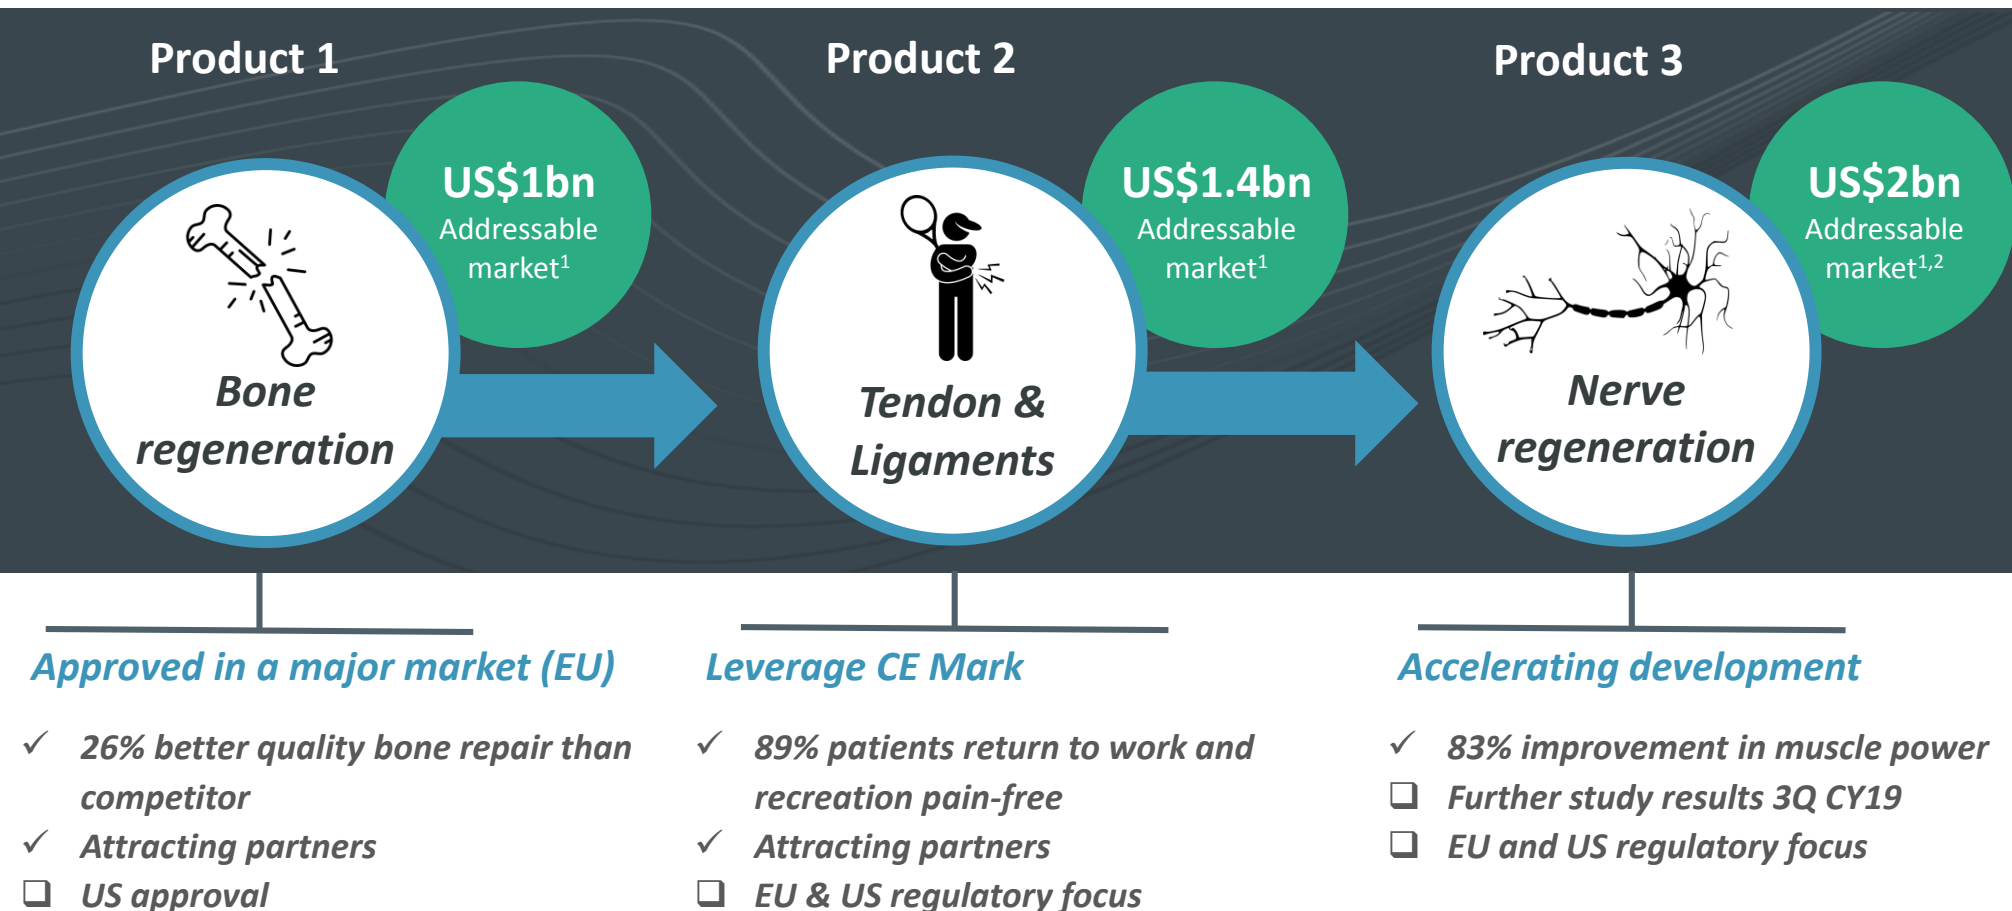 Product 1
US$1bn
Addressable
market1
Bone
regeneration
Product 2
US$1.4bn
Addressable
market1
Tendon &
Ligaments
Product 3
US$2bn
Addressable
market1,2
Nerve
regeneration
Approved in a major market (EU)
✓ 26% better quality bone repair than
competitor
✓ Attracting partners
❑ US approval
Leverage CE Mark
✓ 89% patients return to work and
recreation pain-free
✓ Attracting partners
❑ EU & US regulatory focus
Accelerating development
✓ 83% improvement in muscle power
❑ Further study results 3Q CY19
❑ EU and US regulatory focus